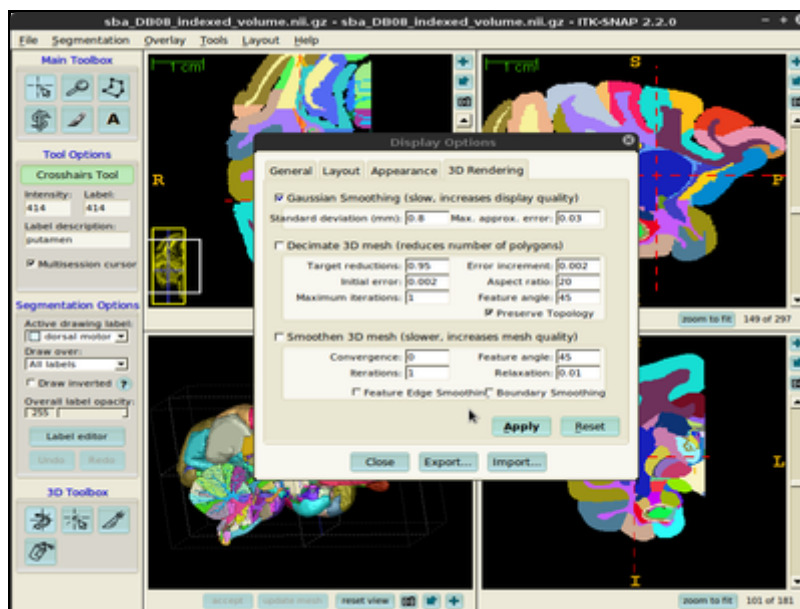 sba_DB08_indexed_volume.nii.gz - sba_DB08_indexed_volume.nii.gz - ITK-SNAP 2.2.0
File Segmentation Overlay Tools Layout Help
Main Toolbox
A
Tool Options
Crosshairs Tool
Intensity: Label:
414 414
Label description:
putamen
Multisession cursor
Segmentation Options
Active drawing label:
dorsal motor
Draw over:
All labels
Draw inverted ?
Overall label opacity:
255
Label editor
Undo Redo
3D Toolbox
1 cm
A
R
1 cm
S
P
zoom to fit 149 of 297
Display Options
General Layout Appearance 3D Rendering
Gaussian Smoothing (slow, increases display quality)
Standard deviation (mm): 0.8 Max. approx. error: 0.03
Decimate 3D mesh (reduces number of polygons)
Target reductions: 0.95 Error increment: 0.002
Initial error: 0.002 Aspect ratio: 20
Maximum iterations: 1 Feature angle: 45
Preserve Topology
Smoothen 3D mesh (slower, increases mesh quality)
Convergence: 0 Feature angle: 45
Iterations: 1 Relaxation: 0.01
Feature Edge Smoothin Boundary Smoothing
Apply Reset
Close Export... Import...
L
I
accept update mesh reset view
zoom to fit 101 of 181